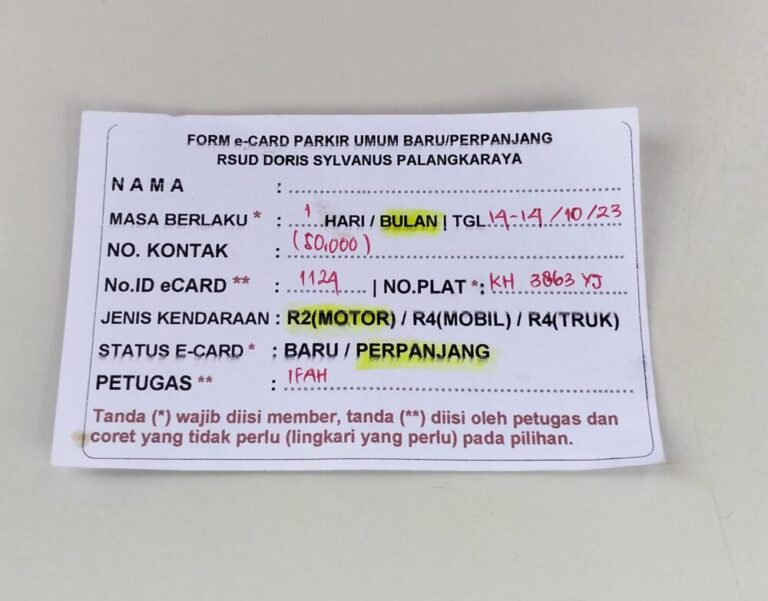 FORM e-CARD PARKIR UMUM BARU/PERPANJANG
RSUD DORIS SYLVANUS PALANGKARAYA
NAMA : ....................
MASA BERLAKU * : 1 HARI / BULAN | TGL 14-14/10/23
NO. KONTAK : (50,000)
No.ID eCARD ** : 1124 | NO.PLAT *: KH 3863 YJ
JENIS KENDARAAN : R2(MOTOR) / R4(MOBIL) / R4(TRUK)
STATUS E-CARD * : BARU / PERPANJANG
PETUGAS ** : IFAH
Tanda (*) wajib diisi member, tanda (**) diisi oleh petugas dan
coret yang tidak perlu (lingkari yang perlu) pada pilihan.